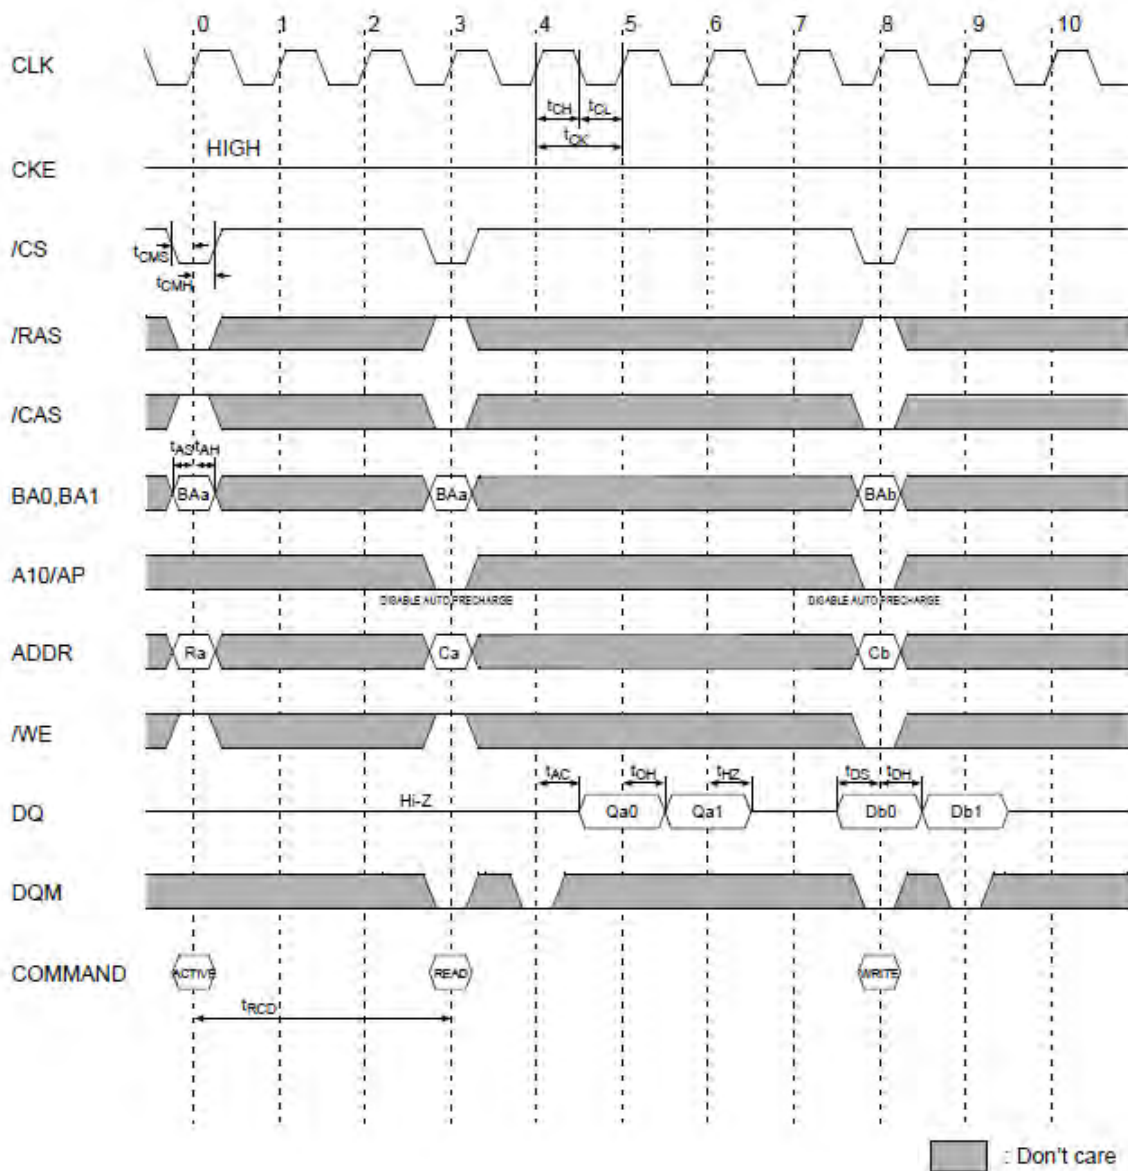 0 1 2 3 4 5 6 7 8 9 10
CLK
tCH tCL
tCK
HIGH
CKE
/CS
tCMS
tCMH
/RAS
/CAS
tAS tAH
BA0,BA1 BAa BAa BAb
A10/AP
DISABLE AUTO PRECHARGE DISABLE AUTO PRECHARGE
ADDR Ra Ca Cb
/WE
tAC tOH tHZ tDS tDH
DQ Hi-Z Qa0 Qa1 Db0 Db1
DQM
COMMAND ACTIVE READ WRITE
tRCD
: Don't care